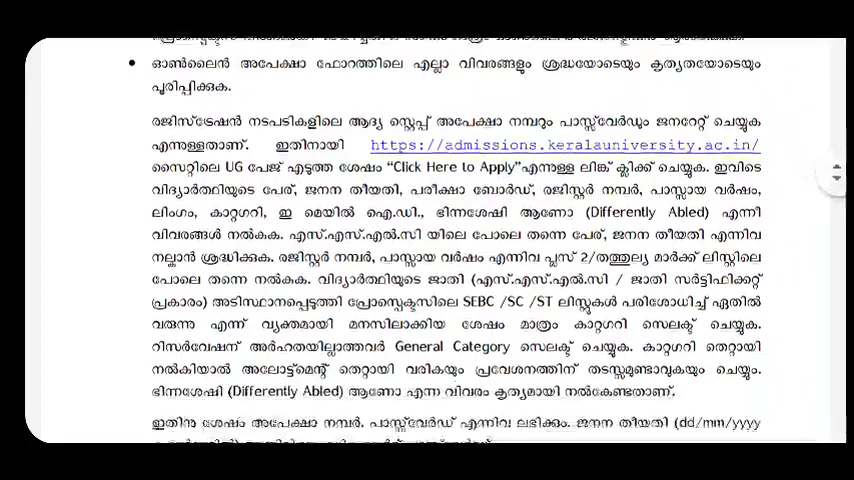 ഓൺലൈൻ അപേക്ഷാ ഫോറത്തിലെ എല്ലാ വിവരങ്ങളും ശ്രദ്ധയോടെയും കൃത്യതയോടെയും
പൂരിപ്പിക്കുക.
രജിസ്ട്രേഷൻ നടപടികളിലെ ആദ്യ സ്റ്റെപ്പ് അപേക്ഷാ നമ്പറും പാസ്സ്‌വേർഡും ജനറേറ്റ് ചെയ്യുക
എന്നുള്ളതാണ്. ഇതിനായി https://admissions.keralauniversity.ac.in/
സൈറ്റിലെ UG പേജ് എടുത്ത ശേഷം “Click Here to Apply”എന്നുള്ള ലിങ്ക് ക്ലിക്ക് ചെയ്യുക. ഇവിടെ
വിദ്യാർത്ഥിയുടെ പേര്, ജനന തീയതി, പരീക്ഷാ ബോർഡ്, രജിസ്റ്റർ നമ്പർ, പാസ്സായ വർഷം,
ലിംഗം, കാറ്റഗറി, ഇ മെയിൽ ഐ.ഡി., ഭിന്നശേഷി ആണോ (Differently Abled) എന്നീ
വിവരങ്ങൾ നൽകുക. എസ്.എസ്.എൽ.സി യിലെ പോലെ തന്നെ പേര്, ജനന തീയതി എന്നിവ
നല്കാൻ ശ്രദ്ധിക്കുക. രജിസ്റ്റർ നമ്പർ, പാസ്സായ വർഷം എന്നിവ പ്ലസ് 2/തത്തുല്യ മാർക്ക് ലിസ്റ്റിലെ
പോലെ തന്നെ നൽകുക. വിദ്യാർത്ഥിയുടെ ജാതി (എസ്.എസ്.എൽ.സി / ജാതി സർട്ടിഫിക്കറ്റ്
പ്രകാരം) അടിസ്ഥാനപ്പെടുത്തി പ്രോസ്പെക്ടസിലെ SEBC /SC /ST ലിസ്റ്റുകൾ പരിശോധിച്ച് ഏതിൽ
വരുന്നു എന്ന് വ്യക്തമായി മനസിലാക്കിയ ശേഷം മാത്രം കാറ്റഗറി സെലക്ട് ചെയ്യുക.
റിസർവേഷന് അർഹതയില്ലാത്തവർ General Category സെലക്ട് ചെയ്യുക. കാറ്റഗറി തെറ്റായി
നൽകിയാൽ അലോട്ട്മെന്റ് തെറ്റായി വരികയും പ്രവേശനത്തിന് തടസ്സമുണ്ടാവുകയും ചെയ്യും.
ഭിന്നശേഷി (Differently Abled) ആണോ എന്ന വിവരം കൃത്യമായി നൽകേണ്ടതാണ്.
ഇതിനു ശേഷം അപേക്ഷാ നമ്പർ. പാസ്സ്‌വേർഡ് എന്നിവ ലഭിക്കും. ജനന തീയതി (dd/mm/yyyy